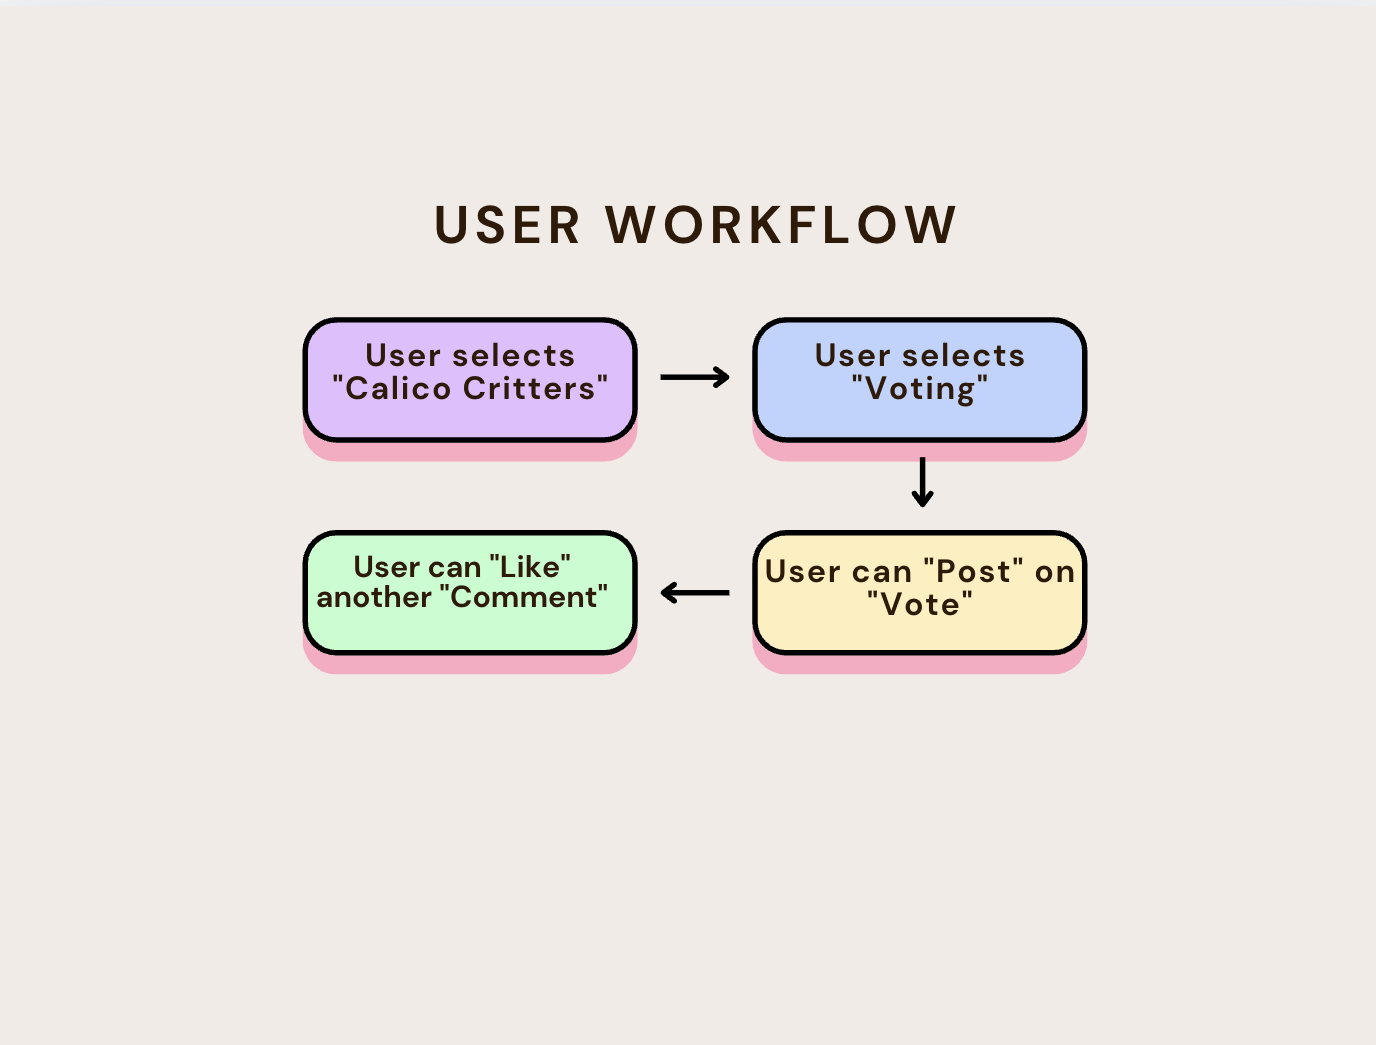 USER WORKFLOW
User selects
"Calico Critters"
User selects
"Voting"
User can "Post" on
"Vote"
User can "Like"
another "Comment"